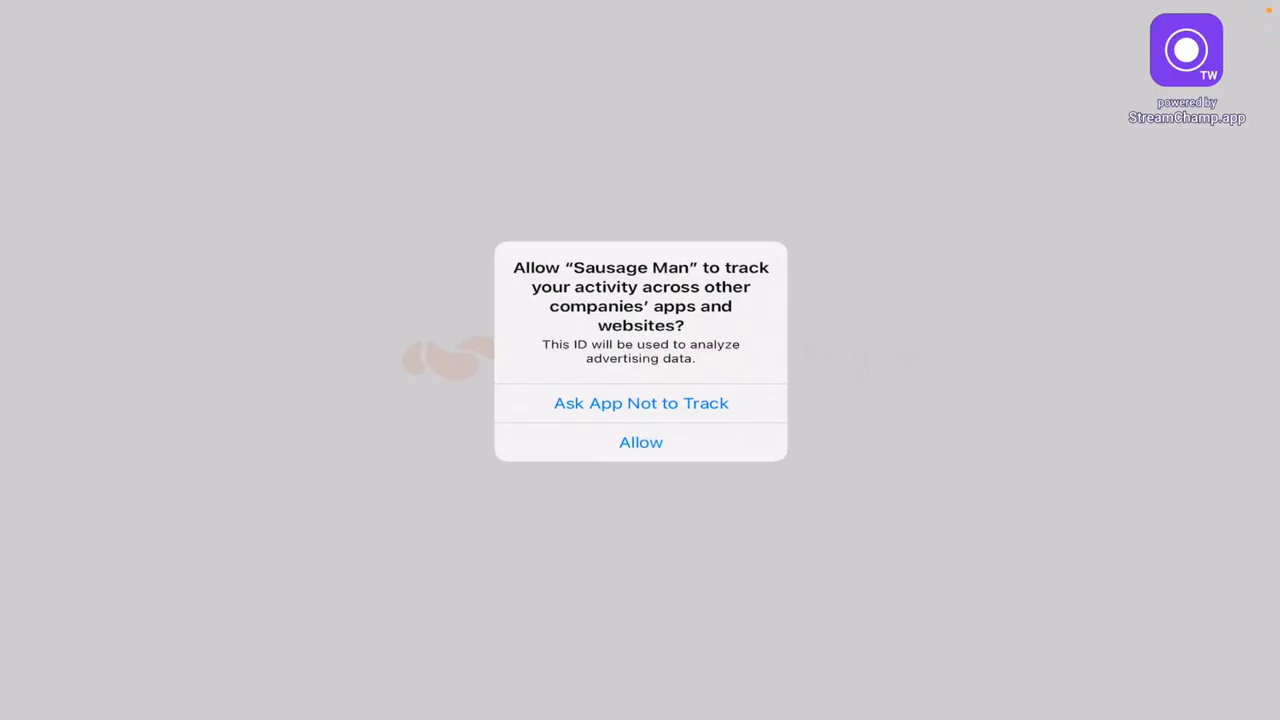 TW
powered by
StreamChamp.app
Allow “Sausage Man” to track
your activity across other
companies’ apps and
websites?
This ID will be used to analyze
advertising data.
Ask App Not to Track
Allow